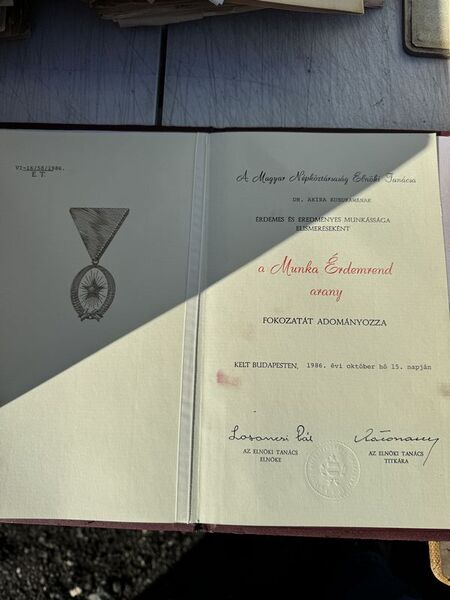 VI-18/58/1986.
E. T.
A Magyar Népköztársaság Elnöki Tanácsa
DR. AKIRA KUBUKAWÁNAK
ÉRDEMES ÉS EREDMÉNYES MUNKÁSSÁGA
ELISMERÉSEKÉNT
a Munka Érdemrend
arany
FOKOZATÁT ADOMÁNYOZZA
KELT BUDAPESTEN, 1986. évi október hó 15. napján
Losonczi Pál
AZ ELNÖKI TANÁCS
ELNÖKE
AZ ELNÖKI TANÁCS
TITKÁRA